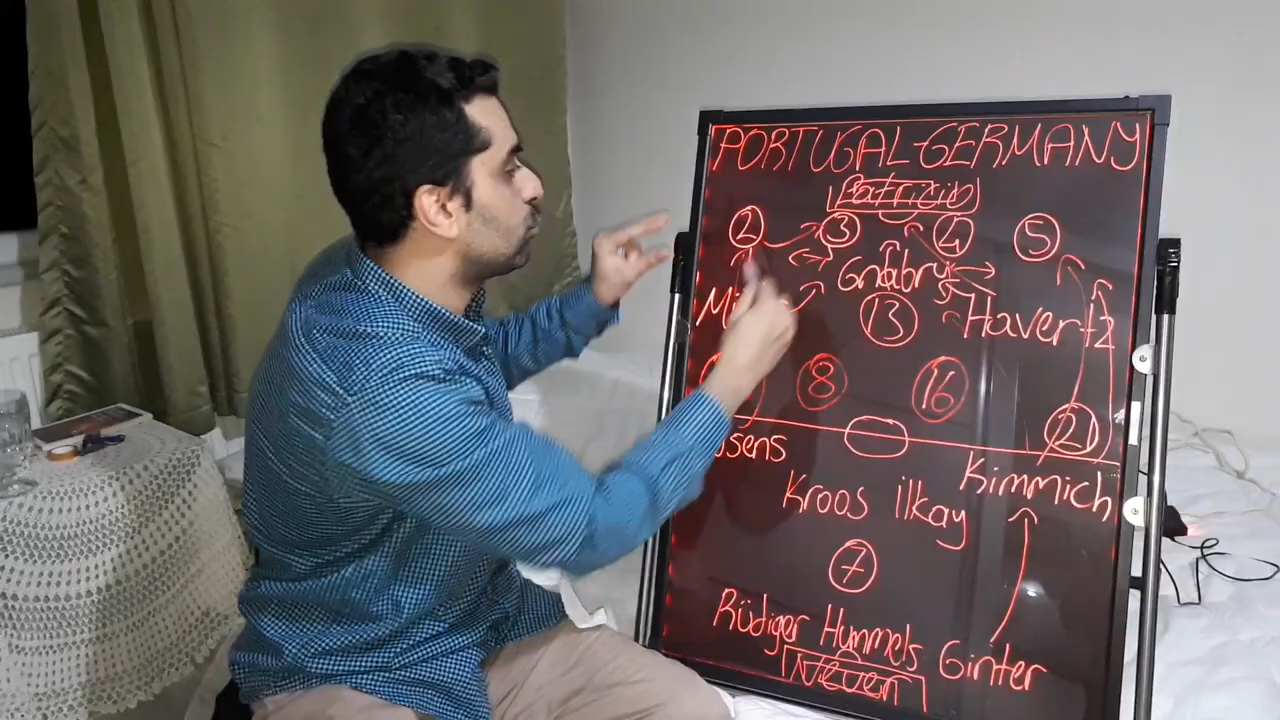 PORTUGAL-GERMANY
Patricio
2 3 4 5
Gnabry
13
Havertz
8 16
21
Kimmich
Kroos ilkay
7
Rüdiger Hummels Ginter
Neuer